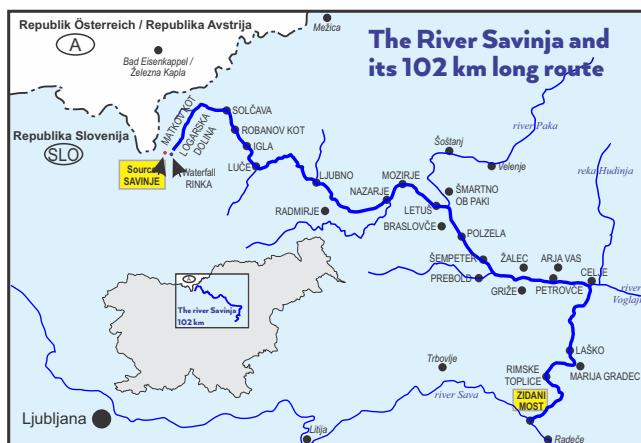 Republik Österreich / Republika Avstrija
A
Bad Eisenkappel /
Železna Kapla
Mežica
The River Savinja and
its 102 km long route
Republika Slovenija
SLO
MATKOV KOT
LOGARSKA
DOLINA
SOLČAVA
ROBANOV KOT
IGLA
LUČE
Source
SAVINJE
Waterfall
RINKA
LJUBNO
RADMIRJE
NAZARJE
MOZIRJE
LETUŠ
BRASLOVČE
Šoštanj
river Paka
Velenje
reka Hudinja
ŠMARTNO
OB PAKI
POLZELA
ŠEMPETER
PREBOLD
ŽALEC
GRIŽE
ARJA VAS
PETROVČE
CELJE
river
Voglajna
A
The river Savinja
102 km
LAŠKO
MARIJA GRADEC
RIMSKE
TOPLICE
Trbovlje
river Sava
ZIDANI
MOST
Radeče
Litija
Ljubljana